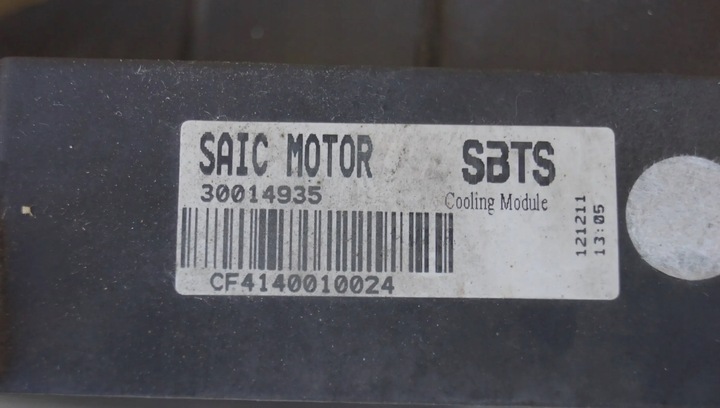 SAIC MOTOR
30014935
CF4140010024
SBTS
Cooling Module
121211
13:05